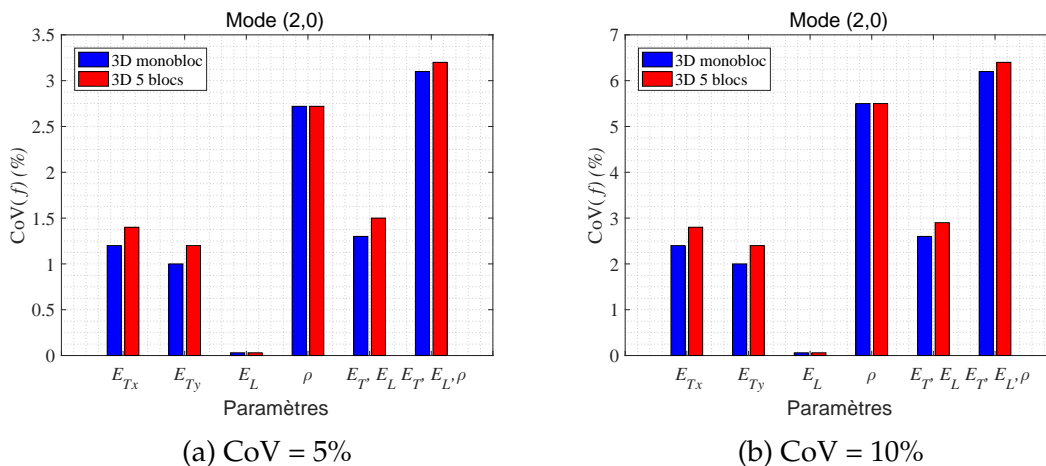 Mode (2,0)
3.5
3
2.5
2
1.5
1
0.5
0
CoV(f) (%)
3D monobloc
3D 5 blocs
E_Tx
E_Ty
E_L
ρ
E_T, E_L
E_T, E_L, ρ
Paramètres
(a) CoV = 5%
Mode (2,0)
7
6
5
4
3
2
1
0
CoV(f) (%)
3D monobloc
3D 5 blocs
E_Tx
E_Ty
E_L
ρ
E_T, E_L
E_T, E_L, ρ
Paramètres
(b) CoV = 10%